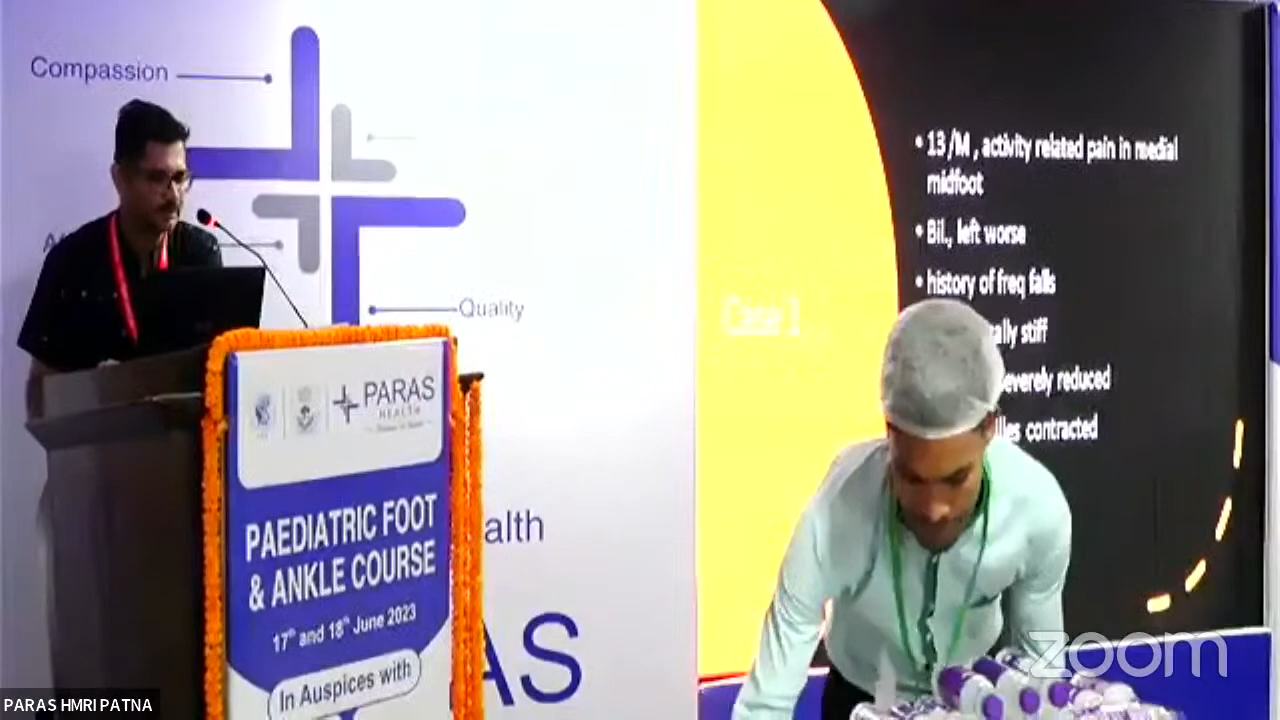 Compassion
Quality
alth
AS
PARAS
HEALTH
PAEDIATRIC FOOT
& ANKLE COURSE
17th and 18th June 2023
In Auspices with
Case 1
• 13 /M , activity related pain in medial
midfoot
• Bil., left worse
• history of freq falls
ally stiff
everely reduced
lles contracted
zoom
PARAS HMRI PATNA